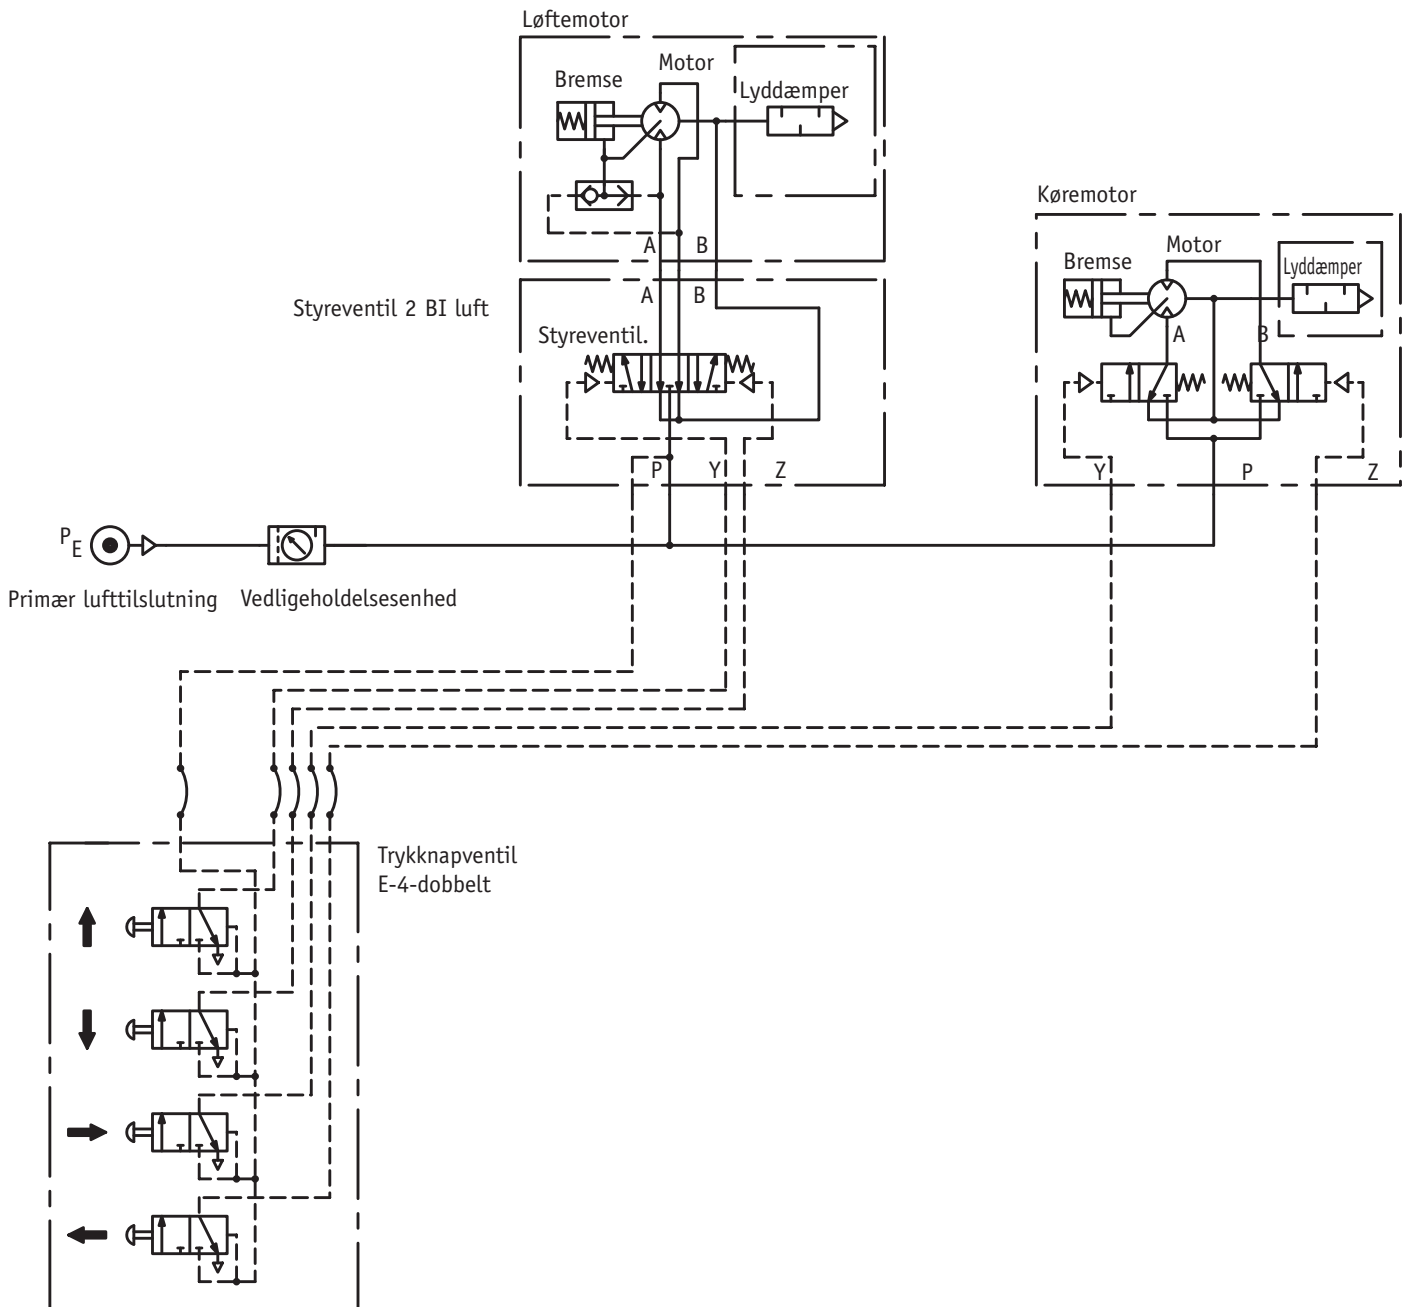 Løftemotor
Motor
Bremse
Lyddæmper
A B
Køremotor
Motor
Bremse
Lyddæmper
A B
Styreventil 2 BI luft
A B
Styreventil.
P Y Z
Y P Z
PE
Primær lufttilslutning
Vedligeholdelsesenhed
Trykknapventil
E-4-dobbelt